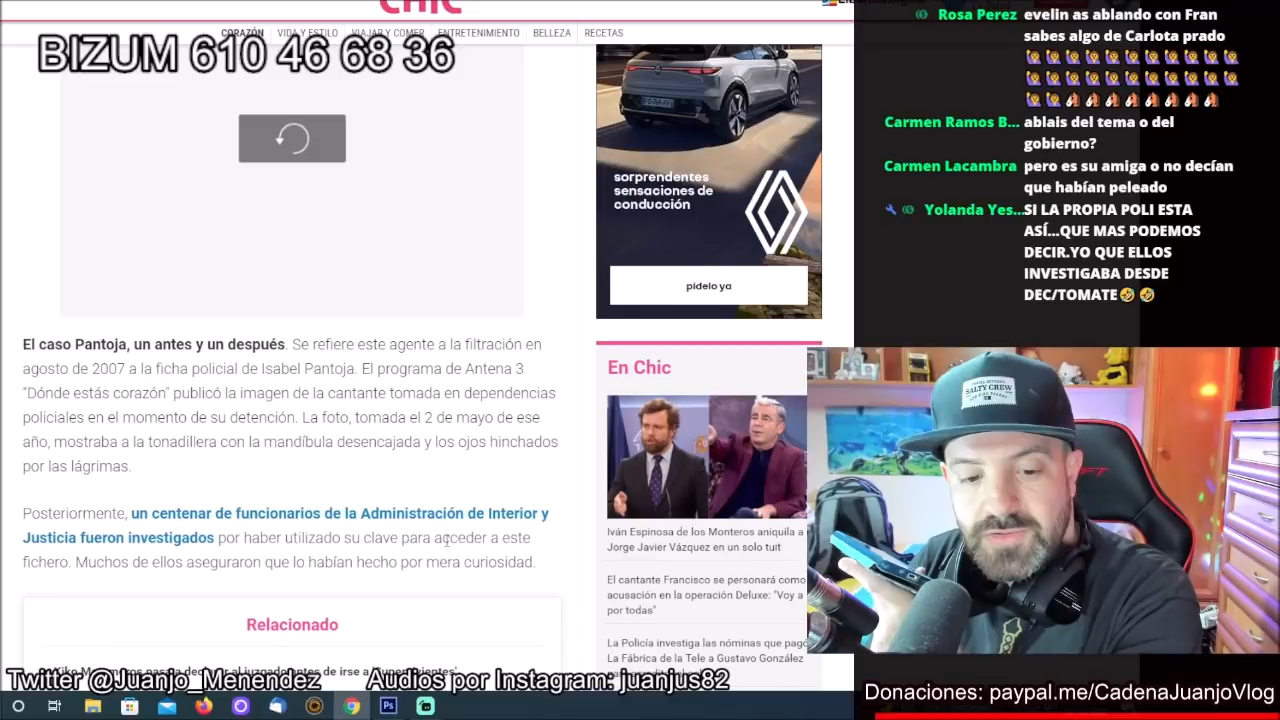 CHIC
CORAZÓN VIDA Y ESTILO VIAJAR Y COMER ENTRETENIMIENTO BELLEZA RECETAS
BIZUM 610 46 68 36
sorprendentes
sensaciones de
conducción
pídelo ya
El caso Pantoja, un antes y un después. Se refiere este agente a la filtración en
agosto de 2007 a la ficha policial de Isabel Pantoja. El programa de Antena 3
"Dónde estás corazón" publicó la imagen de la cantante tomada en dependencias
policiales en el momento de su detención. La foto, tomada el 2 de mayo de ese
año, mostraba a la tonadillera con la mandíbula desencajada y los ojos hinchados
por las lágrimas.
Posteriormente, un centenar de funcionarios de la Administración de Interior y
Justicia fueron investigados por haber utilizado su clave para acceder a este
fichero. Muchos de ellos aseguraron que lo habían hecho por mera curiosidad.
Relacionado
En Chic
Iván Espinosa de los Monteros aniquila a
Jorge Javier Vázquez en un solo tuit
El cantante Francisco se personará como
acusación en la operación Deluxe: "Voy a
por todas"
La Policía investiga las nóminas que pagó
La Fábrica de la Tele a Gustavo González
Twitter @Juanjo_Menendez Audios por Instagram: juanjus82
Rosa Perez evelin as ablando con Fran
sabes algo de Carlota prado
Carmen Ramos B... ablais del tema o del
gobierno?
Carmen Lacambra pero es su amiga o no decían
que habían peleado
Yolanda Yes... SI LA PROPIA POLI ESTA
ASÍ...QUE MAS PODEMOS
DECIR.YO QUE ELLOS
INVESTIGABA DESDE
DEC/TOMATE🤣🤣
SALTY CREW
Donaciones: paypal.me/CadenaJuanjoVlog